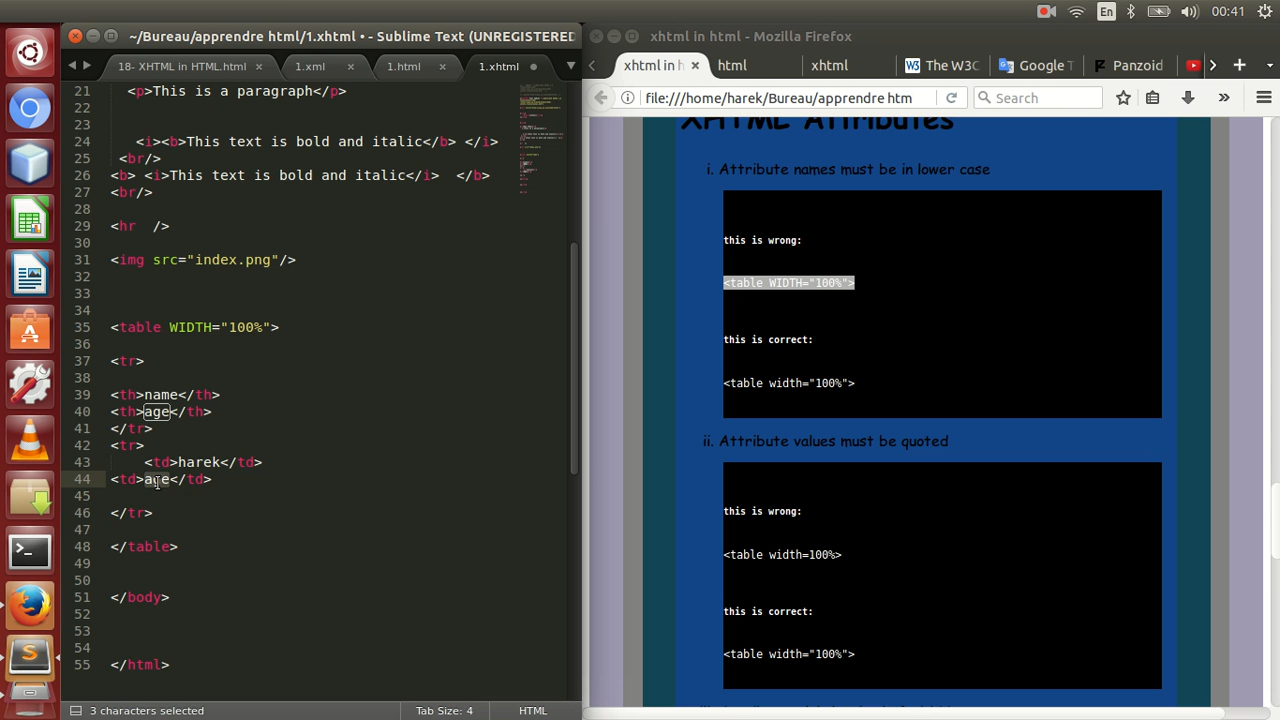 En
00:41
~/Bureau/apprendre html/1.xhtml • - Sublime Text (UNREGISTERED
18- XHTML in HTML.html
1.xml
1.html
1.xhtml
21 <p>This is a paragraph</p>
22
23
24 <i><b>This text is bold and italic</b> </i>
25 <br/>
26 <b> <i>This text is bold and italic</i>  </b>
27 <br/>
28
29 <hr  />
30
31 <img src="index.png"/>
32
33
34
35 <table WIDTH="100%">
36
37 <tr>
38
39 <th>name</th>
40 <th>age</th>
41 </tr>
42 <tr>
43 <td>harek</td>
44 <td>age</td>
45
46 </tr>
47
48 </table>
49
50
51 </body>
52
53
54
55 </html>
3 characters selected
Tab Size: 4
HTML
xhtml in html - Mozilla Firefox
xhtml in h
html
xhtml
The W3C
Google T
Panzoid
file:///home/harek/Bureau/apprendre htm
Search
XHTML Attributes
i. Attribute names must be in lower case
this is wrong:
<table WIDTH="100%">
this is correct:
<table width="100%">
ii. Attribute values must be quoted
this is wrong:
<table width=100%>
this is correct:
<table width="100%">